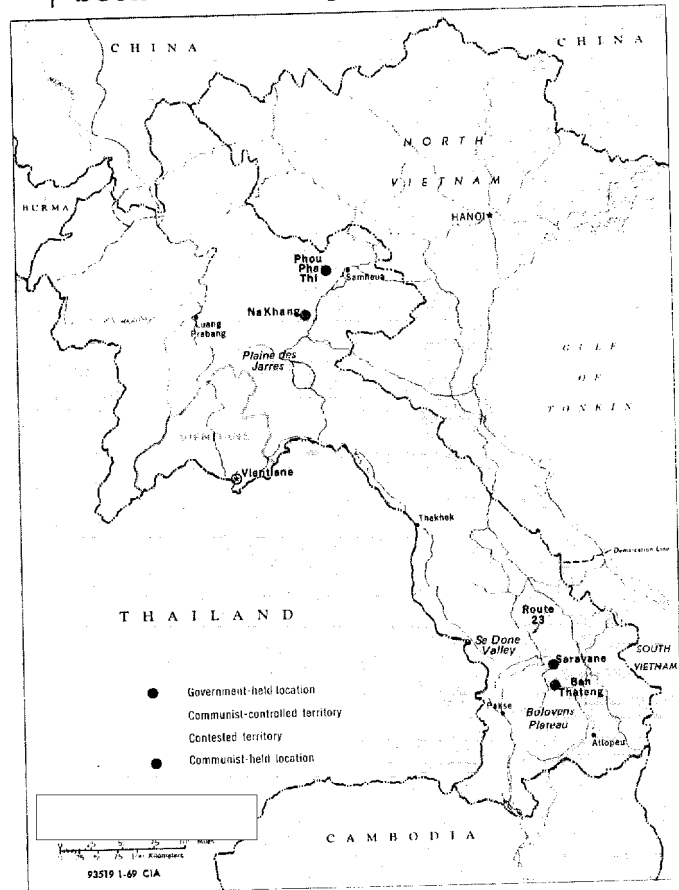 CHINA
CHINA
NORTH
VIETNAM
BURMA
HANOI
Phou
Pha
Thi
Samneua
Na Khang
Luang
Prabang
Plaine des
Jarres
GULF
OF
TONKIN
Vientiane
Thakhek
Demarcation Line
THAILAND
Route
23
Se Done
Valley
Saravane
SOUTH
VIETNAM
Ban
Thateng
Pakse
Bolovens
Plateau
Attopeu
Government-held location
Communist-controlled territory
Contested territory
Communist-held location
CAMBODIA
25 75 Miles
Kilometers
93519 1-69 CIA